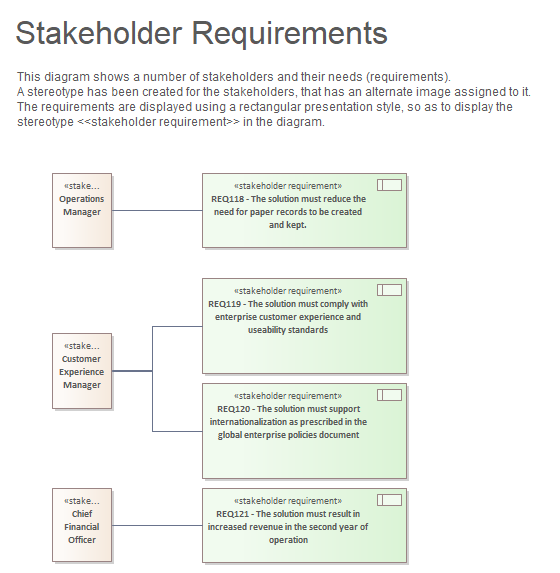 Stakeholder Requirements
This diagram shows a number of stakeholders and their needs (requirements).
A stereotype has been created for the stakeholders, that has an alternate image assigned to it.
The requirements are displayed using a rectangular presentation style, so as to display the
stereotype <<stakeholder requirement>> in the diagram.
«stake...
Operations
Manager
«stakeholder requirement»
REQ118 - The solution must reduce the
need for paper records to be created
and kept.
«stakeholder requirement»
REQ119 - The solution must comply with
enterprise customer experience and
useability standards
«stake...
Customer
Experience
Manager
«stakeholder requirement»
REQ120 - The solution must support
internationalization as prescribed in the
global enterprise policies document
«stake...
Chief
Financial
Officer
«stakeholder requirement»
REQ121 - The solution must result in
increased revenue in the second year of
operation